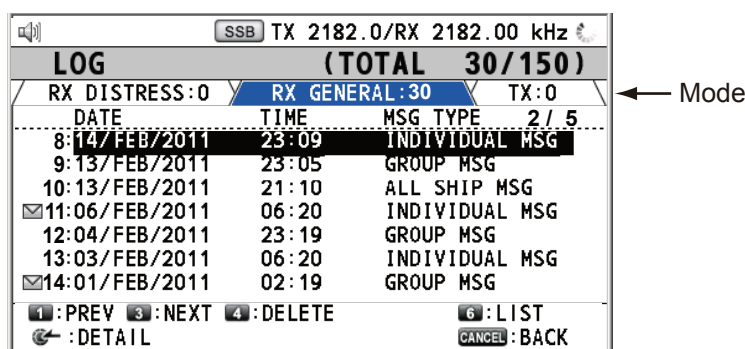 SSB TX 2182.0/RX 2182.00 kHz
LOG (TOTAL 30/150)
RX DISTRESS:0 RX GENERAL:30 TX:0
Mode
DATE TIME MSG TYPE 2/ 5
8:14/FEB/2011 23:09 INDIVIDUAL MSG
9:13/FEB/2011 23:05 GROUP MSG
10:13/FEB/2011 21:10 ALL SHIP MSG
11:06/FEB/2011 06:20 INDIVIDUAL MSG
12:04/FEB/2011 23:19 GROUP MSG
13:03/FEB/2011 06:20 INDIVIDUAL MSG
14:01/FEB/2011 02:19 GROUP MSG
1 :PREV 3 :NEXT 4 :DELETE 6 :LIST
:DETAIL CANCEL :BACK